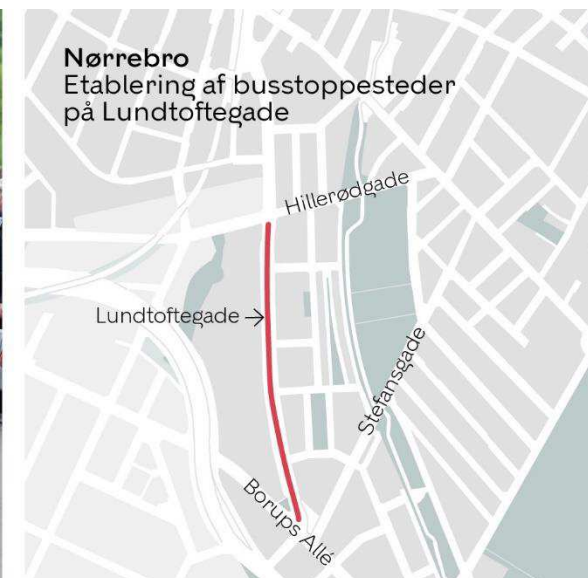 Nørrebro
Etablering af busstoppesteder
på Lundtoftegade
Hillerødgade
Lundtoftegade →
Stefansgade
Borups Allé